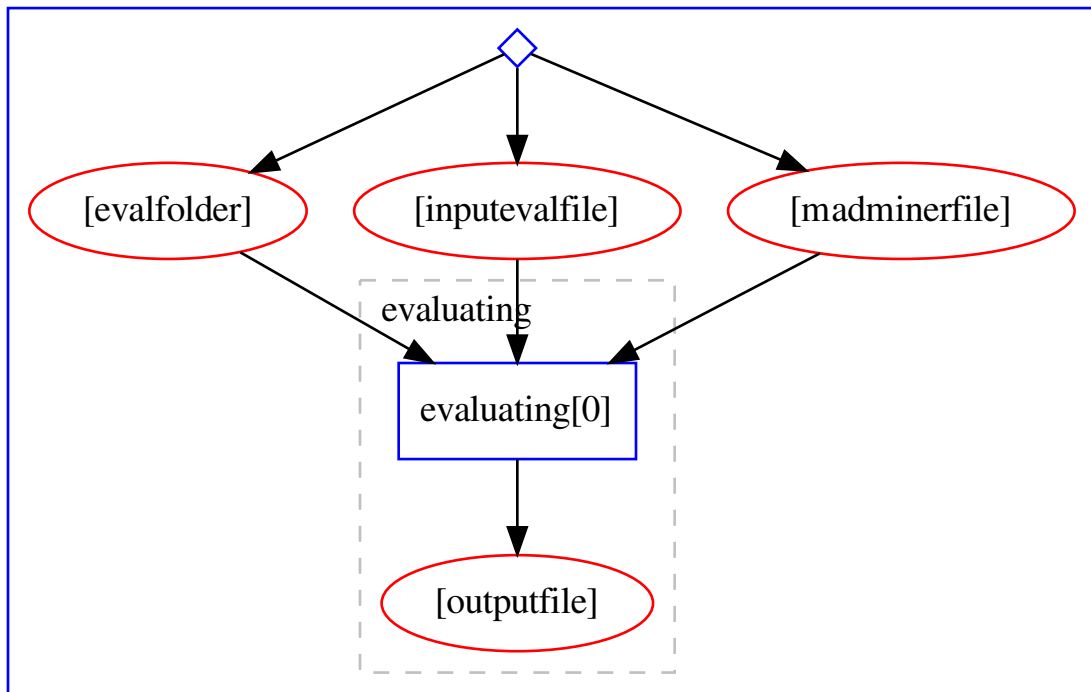 [evalfolder]
[inputevalfile]
[madminerfile]
evaluating
evaluating[0]
[outputfile]